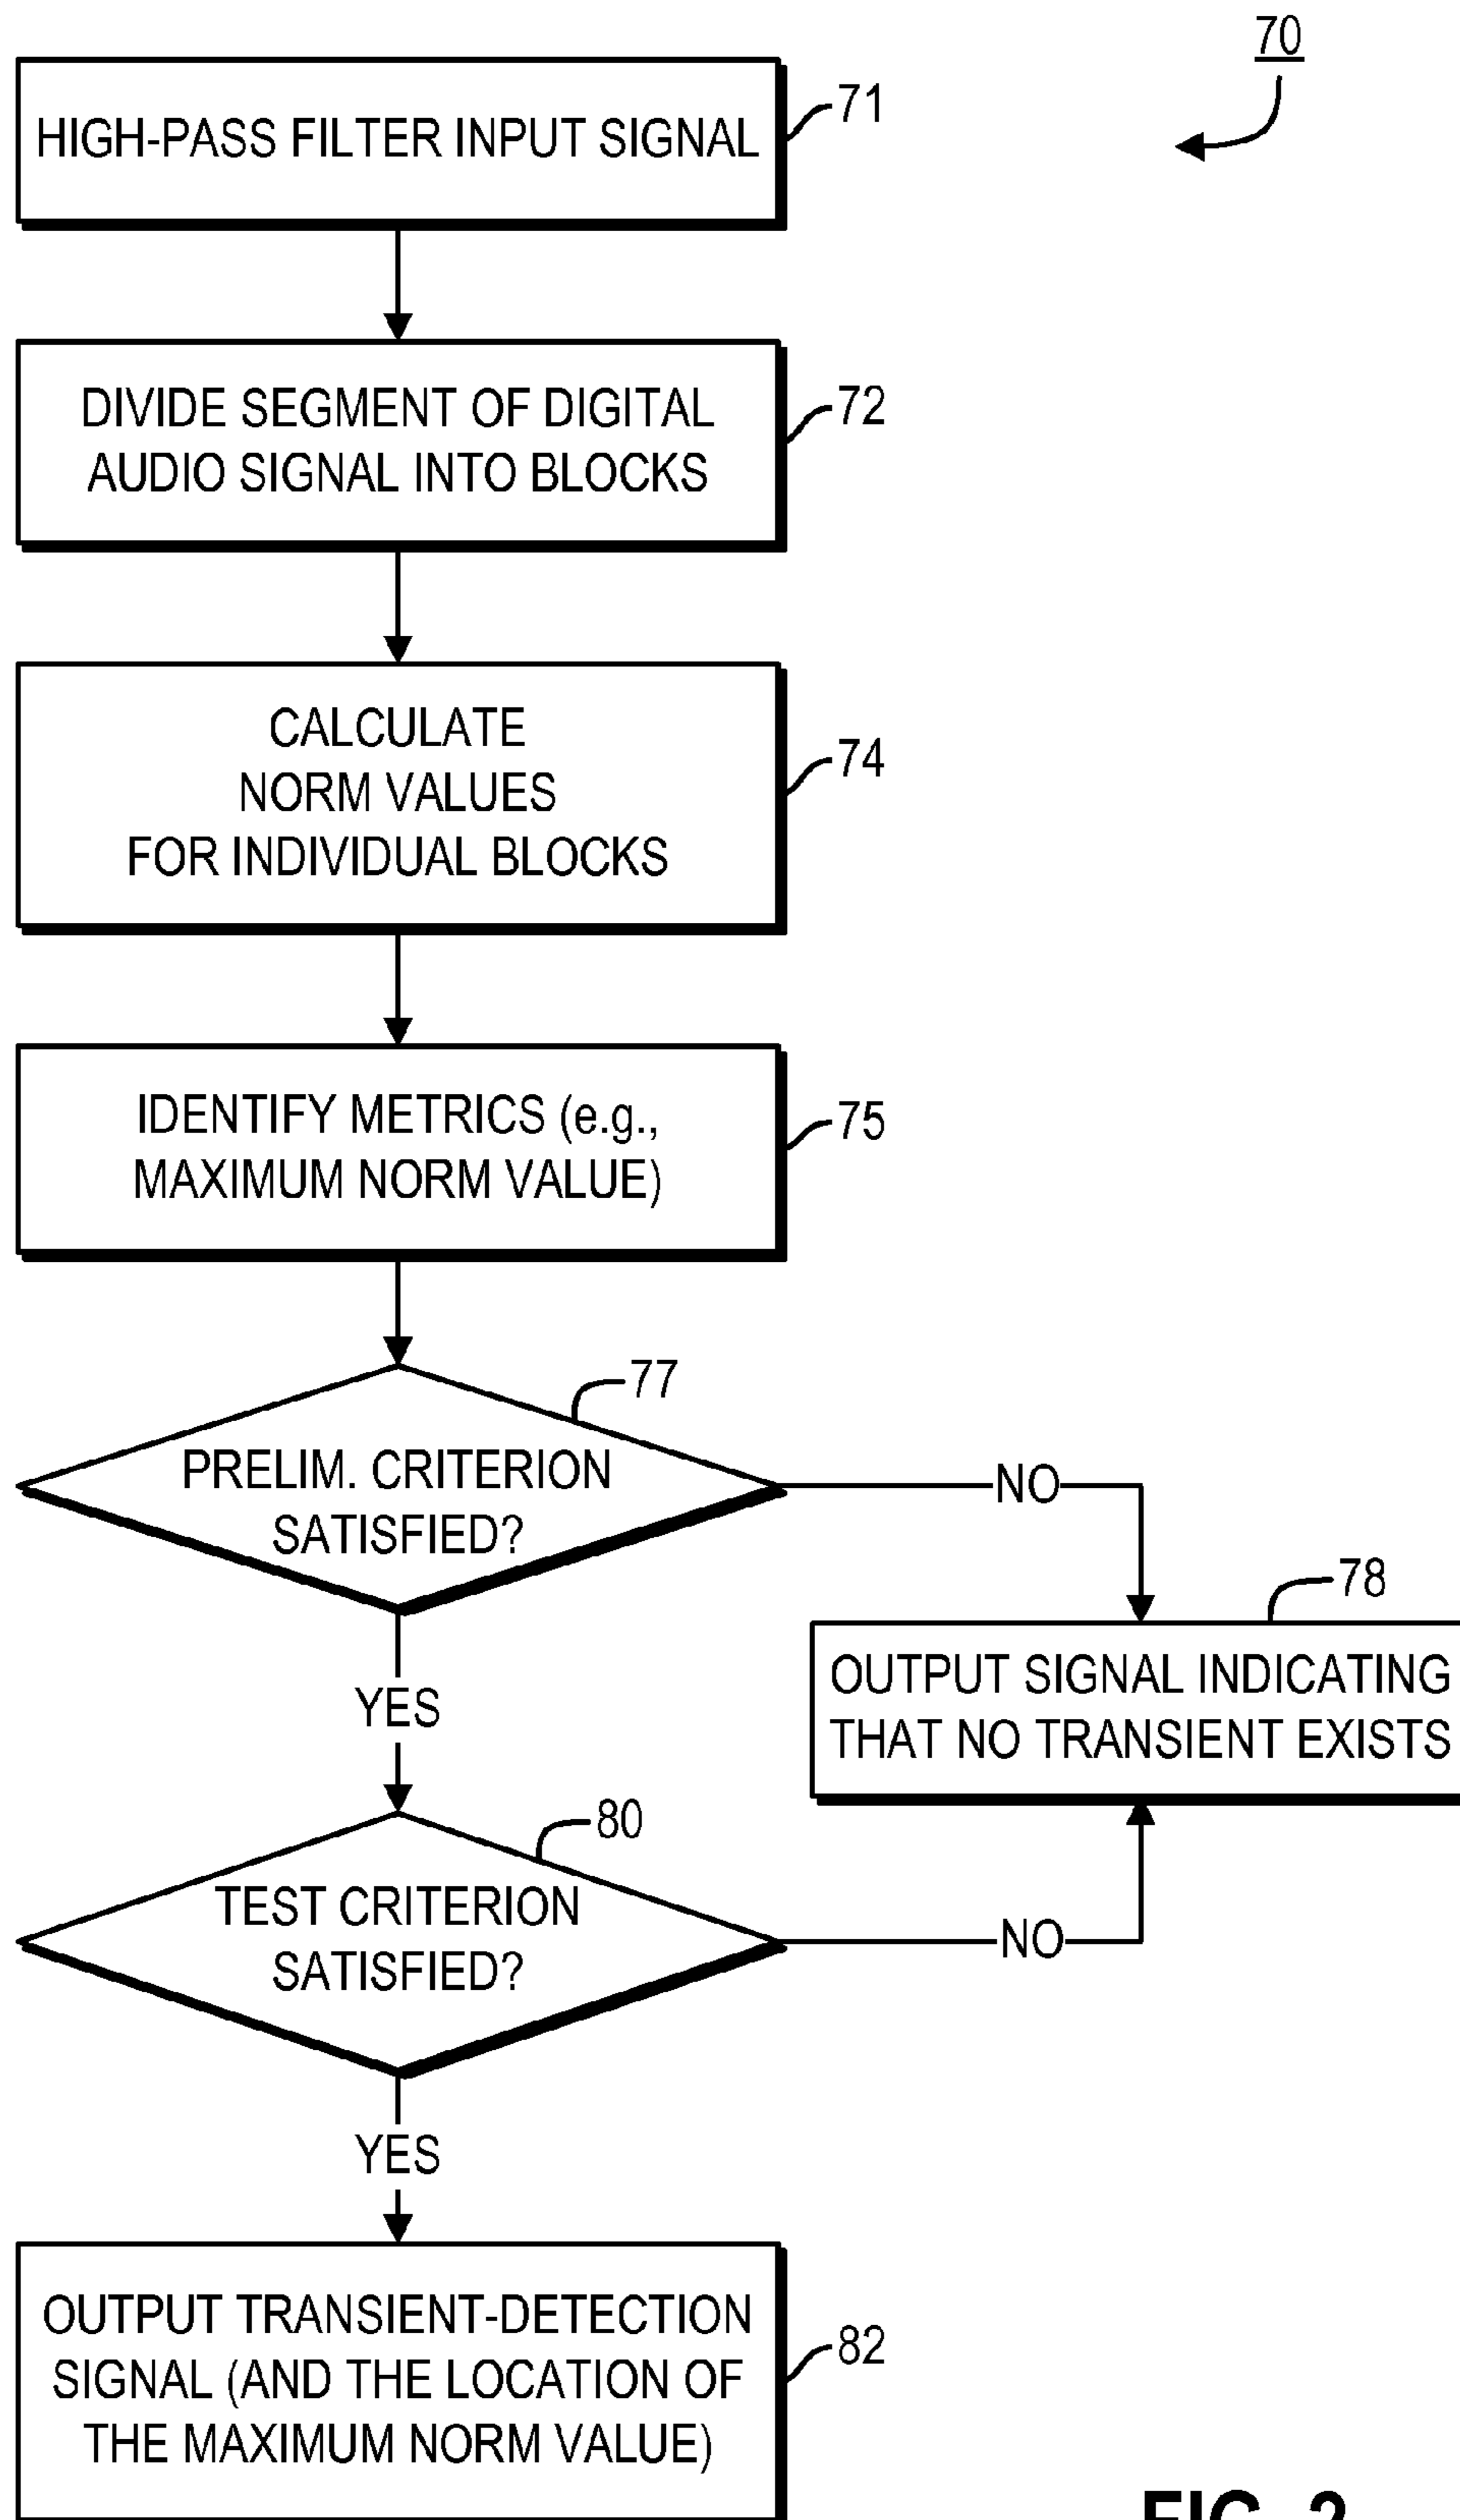 70
HIGH-PASS FILTER INPUT SIGNAL
71
DIVIDE SEGMENT OF DIGITAL
AUDIO SIGNAL INTO BLOCKS
72
CALCULATE
NORM VALUES
FOR INDIVIDUAL BLOCKS
74
IDENTIFY METRICS (e.g.,
MAXIMUM NORM VALUE)
75
PRELIM. CRITERION
SATISFIED?
77
NO
YES
78
OUTPUT SIGNAL INDICATING
THAT NO TRANSIENT EXISTS
TEST CRITERION
SATISFIED?
80
NO
YES
OUTPUT TRANSIENT-DETECTION
SIGNAL (AND THE LOCATION OF
THE MAXIMUM NORM VALUE)
82
FIG. 2